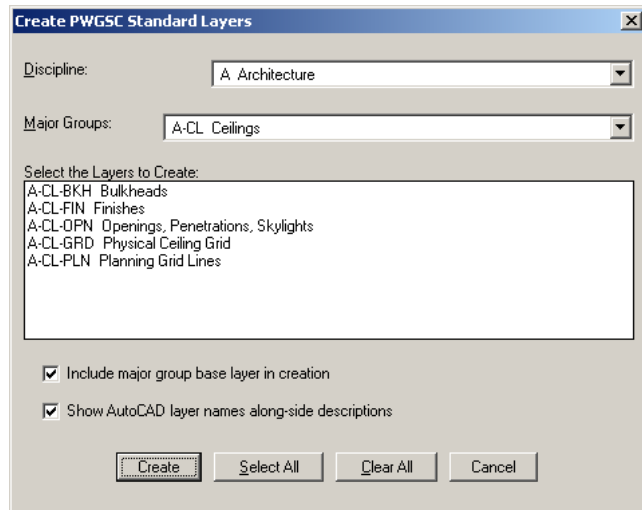 Create PWGSC Standard Layers
Discipline: A Architecture
Major Groups: A-CL Ceilings
Select the Layers to Create:
A-CL-BKH Bulkheads
A-CL-FIN Finishes
A-CL-OPN Openings, Penetrations, Skylights
A-CL-GRD Physical Ceiling Grid
A-CL-PLN Planning Grid Lines
Include major group base layer in creation
Show AutoCAD layer names along-side descriptions
Create Select All Clear All Cancel